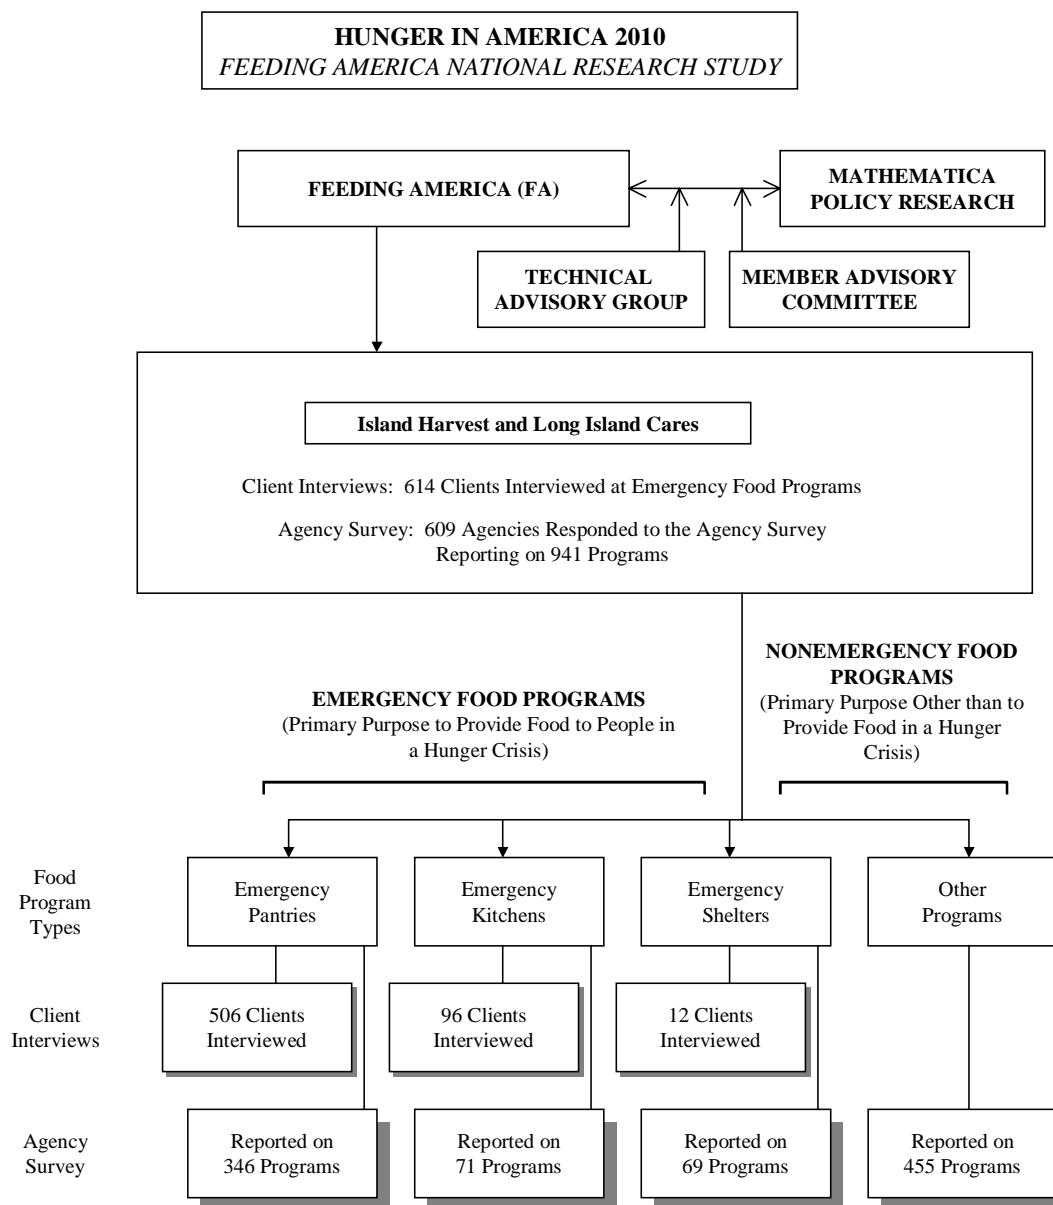 HUNGER IN AMERICA 2010
FEEDING AMERICA NATIONAL RESEARCH STUDY
FEEDING AMERICA (FA)
MATHEMATICA
POLICY RESEARCH
TECHNICAL
ADVISORY GROUP
MEMBER ADVISORY
COMMITTEE
Island Harvest and Long Island Cares
Client Interviews:  614 Clients Interviewed at Emergency Food Programs
Agency Survey:  609 Agencies Responded to the Agency Survey
Reporting on 941 Programs
EMERGENCY FOOD PROGRAMS
(Primary Purpose to Provide Food to People in
a Hunger Crisis)
NONEMERGENCY FOOD
PROGRAMS
(Primary Purpose Other than to
Provide Food in a Hunger
Crisis)
Food
Program
Types
Emergency
Pantries
Emergency
Kitchens
Emergency
Shelters
Other
Programs
Client
Interviews
506 Clients
Interviewed
96 Clients
Interviewed
12 Clients
Interviewed
Agency
Survey
Reported on
346 Programs
Reported on
71 Programs
Reported on
69 Programs
Reported on
455 Programs